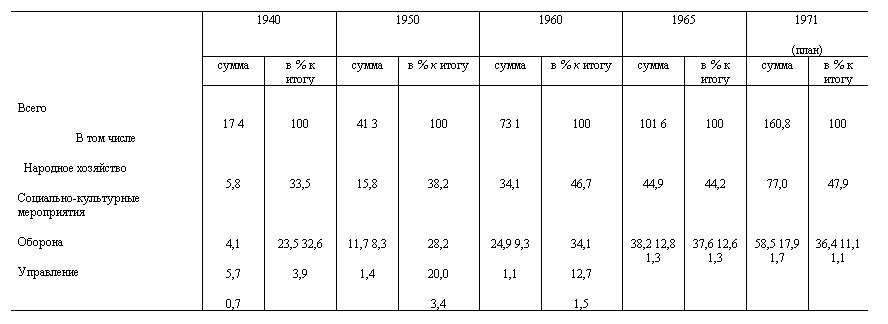 1940 1950 1960 1965 1971
(план)
сумма в % к итогу сумма в % к итогу сумма в % к итогу сумма в % к итогу сумма в % к итогу
Всего
17 4 100 41 3 100 73 1 100 101 6 100 160,8 100
В том числе
Народное хозяйство
5,8 33,5 15,8 38,2 34,1 46,7 44,9 44,2 77,0 47,9
Социально-культурные
мероприятия
Оборона 4,1 23,5 32,6 11,7 8,3 28,2 24,9 9,3 34,1 38,2 12,8 37,6 12,6 58,5 17,9 36,4 11,1
1,3 1,3 1,7 1,1
Управление 5,7 3,9 1,4 20,0 1,1 12,7
0,7 3,4 1,5